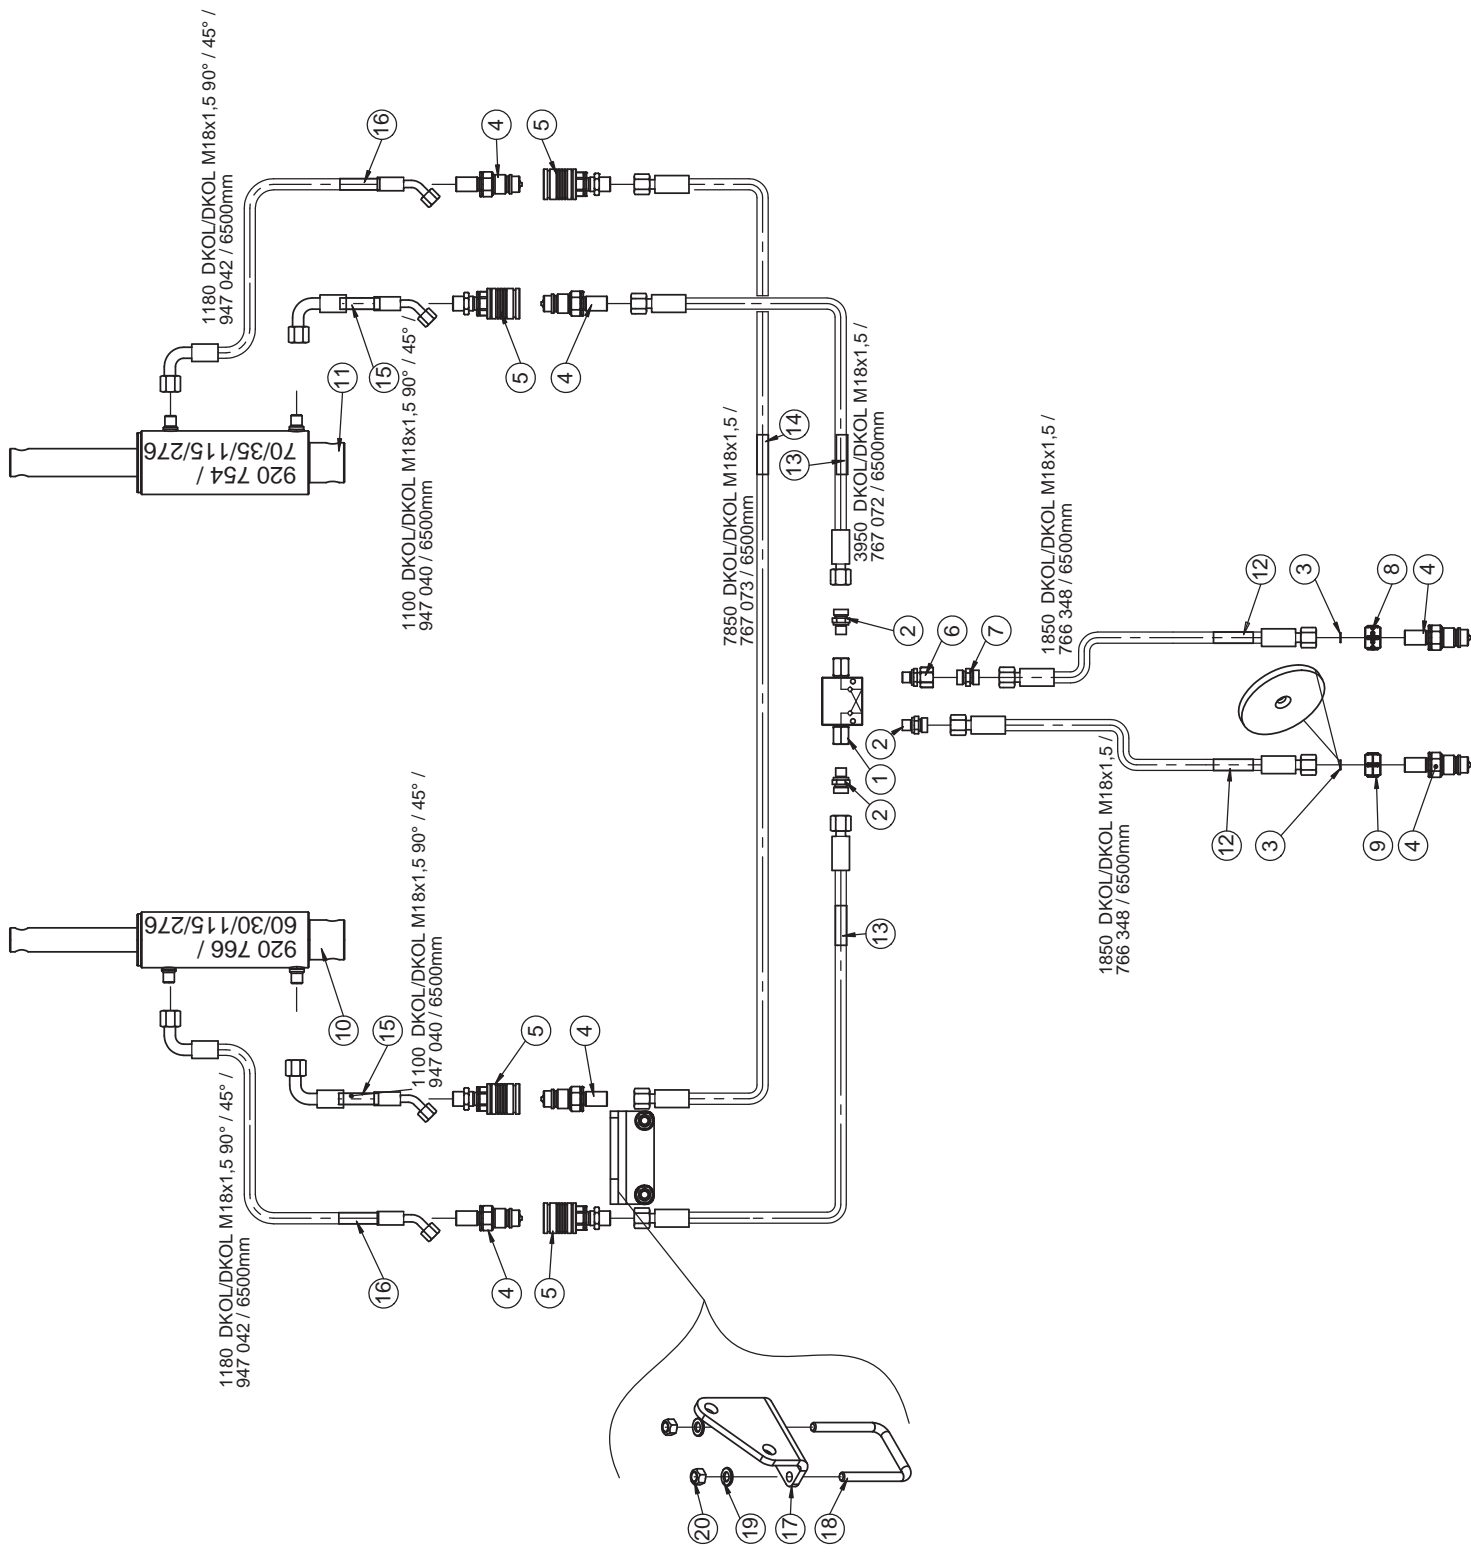 1180 DKOL/DKOL M18x1,5 90° / 45° /
947 042 / 6500mm
16
4
5
920 754 /
70/35/115/276
11
15
1100 DKOL/DKOL M18x1,5 90° / 45° /
947 040 / 6500mm
5
4
7850 DKOL/DKOL M18x1,5 /
767 073 / 6500mm
14
13
3950 DKOL/DKOL M18x1,5 /
767 072 / 6500mm
2
6
7
1850 DKOL/DKOL M18x1,5 /
766 348 / 6500mm
12
3
8
4
2
1
2
1850 DKOL/DKOL M18x1,5 /
766 348 / 6500mm
12
3
9
4
920 766 /
60/30/115/276
10
15
1100 DKOL/DKOL M18x1,5 90° / 45° /
947 040 / 6500mm
5
4
13
1180 DKOL/DKOL M18x1,5 90° / 45° /
947 042 / 6500mm
16
4
5
20
19
17
18